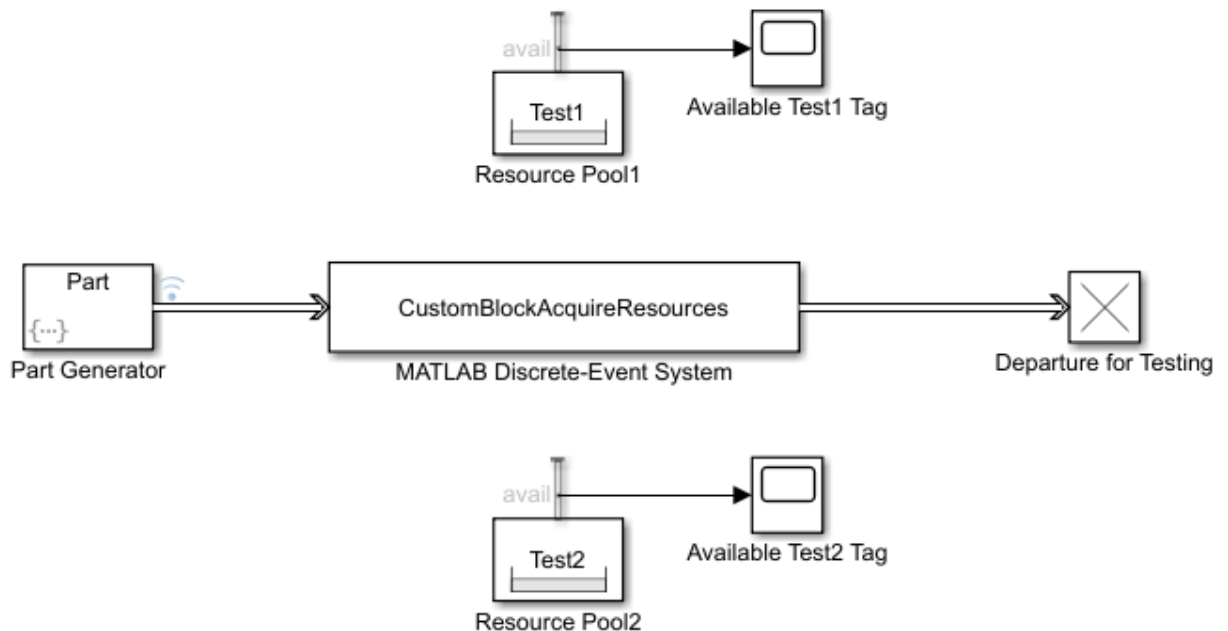 avail
Test1
Available Test1 Tag
Resource Pool1
Part
{...}
Part Generator
CustomBlockAcquireResources
MATLAB Discrete-Event System
Departure for Testing
avail
Test2
Available Test2 Tag
Resource Pool2